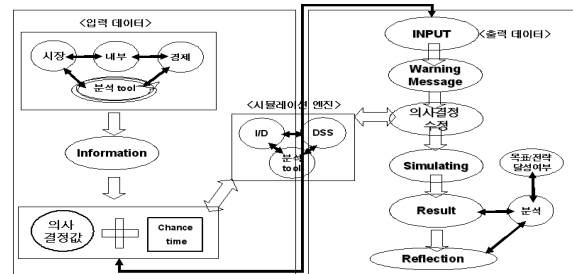 <입력 데이터>
시장
내부
경제
분석 tool
Information
의사
결정값
Chance
time
<시뮬레이션 엔진>
I/D
DSS
분석
tool
INPUT
<출력 데이터>
Warning
Message
의사결정
수정
Simulating
Result
Reflection
목표/전략
달성여부
분석